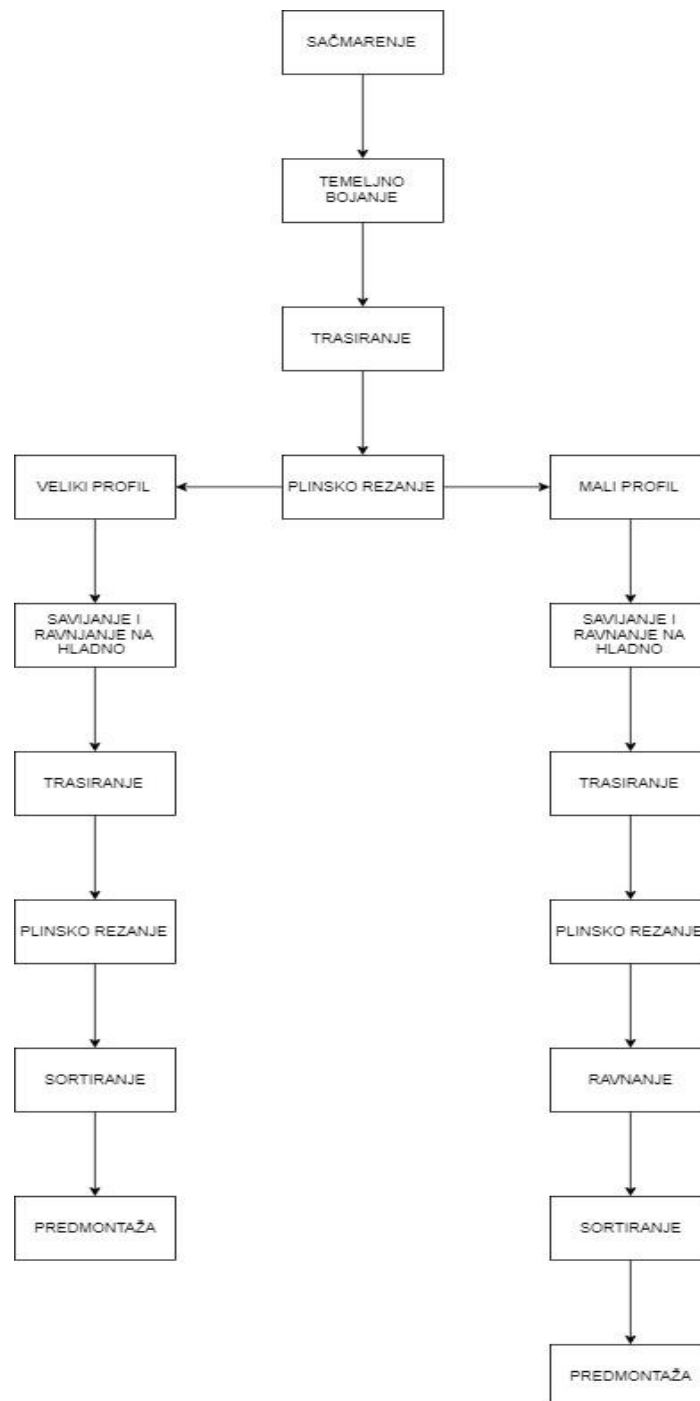 SAČMARENJE
TEMELJNO
BOJANJE
TRASIRANJE
PLINSKO REZANJE
VELIKI PROFIL
SAVIJANJE I
RAVNJANJE NA
HLADNO
TRASIRANJE
PLINSKO REZANJE
SORTIRANJE
PREDMONTAŽA
MALI PROFIL
SAVIJANJE I
RAVNANJE NA
HLADNO
TRASIRANJE
PLINSKO REZANJE
RAVNANJE
SORTIRANJE
PREDMONTAŽA